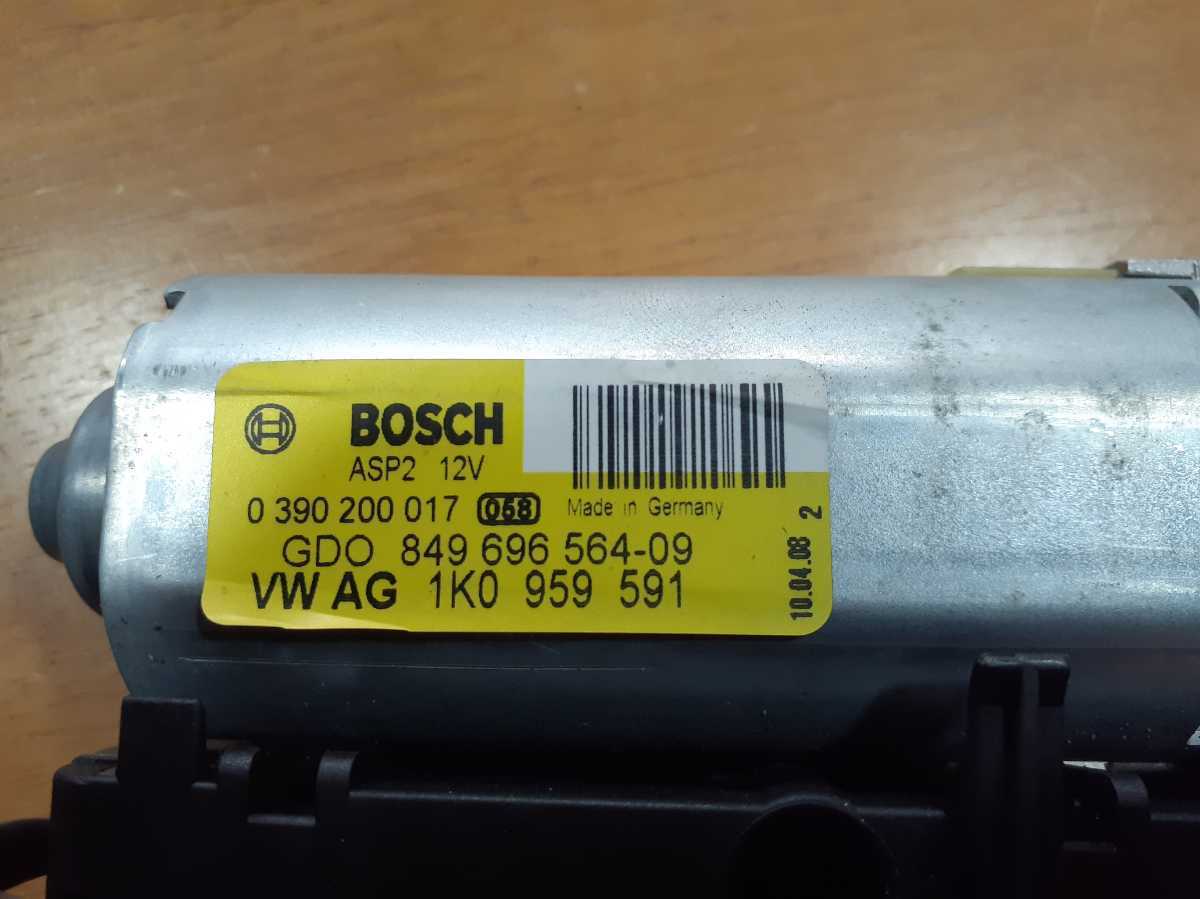 BOSCH
ASP2 12V
0 390 200 017 068 Made in Germany
GDO 849 696 564-09
VW AG 1K0 959 591
10.04.08 2